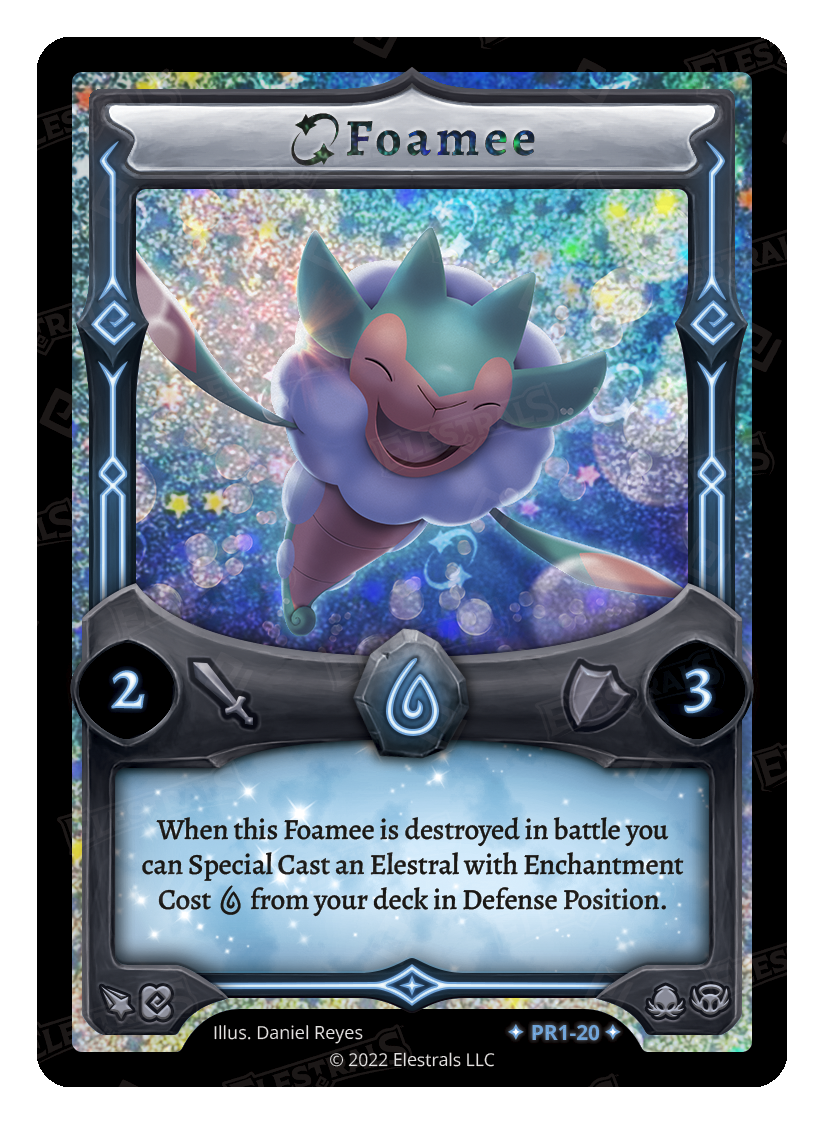 Foamee
ELESTRALS
2
3
When this Foamee is destroyed in battle you
can Special Cast an Elestral with Enchantment
Cost from your deck in Defense Position.
Illus. Daniel Reyes
PR1-20
© 2022 Elestrals LLC